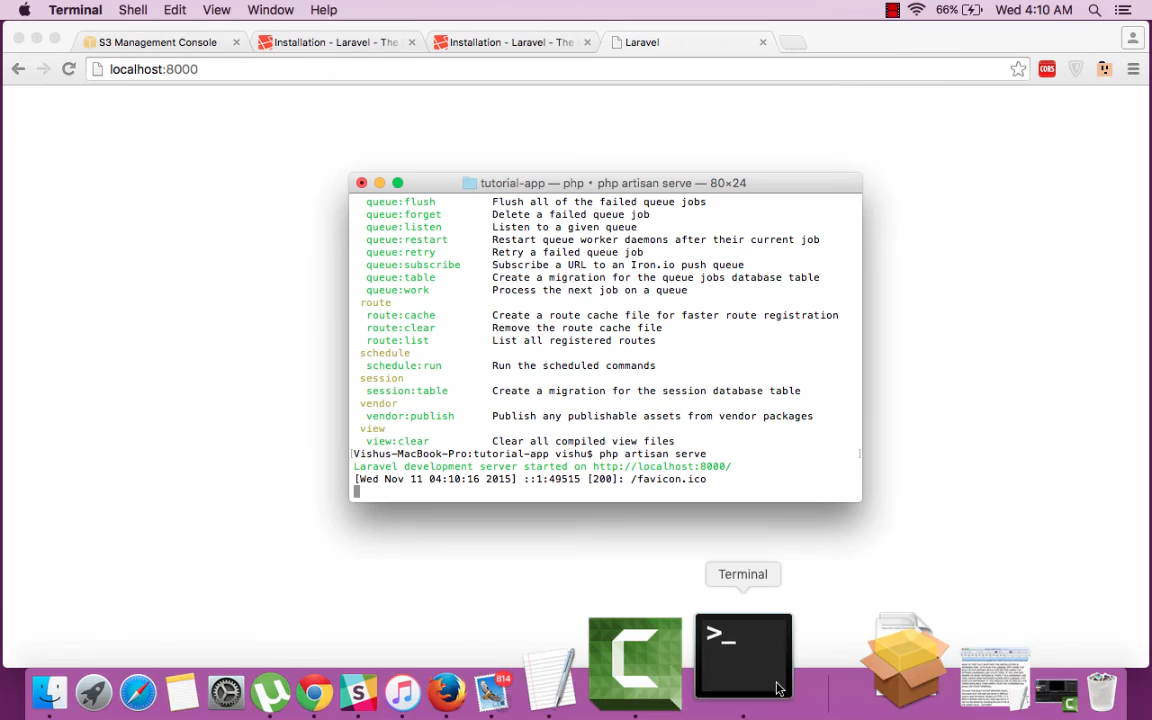 Terminal Shell Edit View Window Help 66% Wed 4:10 AM
S3 Management Console Installation - Laravel - The Installation - Laravel - The Laravel
localhost:8000
CORS
tutorial-app — php • php artisan serve — 80×24
queue:flush Flush all of the failed queue jobs
queue:forget Delete a failed queue job
queue:listen Listen to a given queue
queue:restart Restart queue worker daemons after their current job
queue:retry Retry a failed queue job
queue:subscribe Subscribe a URL to an Iron.io push queue
queue:table Create a migration for the queue jobs database table
queue:work Process the next job on a queue
route
route:cache Create a route cache file for faster route registration
route:clear Remove the route cache file
route:list List all registered routes
schedule
schedule:run Run the scheduled commands
session
session:table Create a migration for the session database table
vendor
vendor:publish Publish any publishable assets from vendor packages
view
view:clear Clear all compiled view files
[Vishus-MacBook-Pro:tutorial-app vishu$ php artisan serve ]
Laravel development server started on http://localhost:8000/
[Wed Nov 11 04:10:16 2015] ::1:49515 [200]: /favicon.ico
Terminal
>_
814